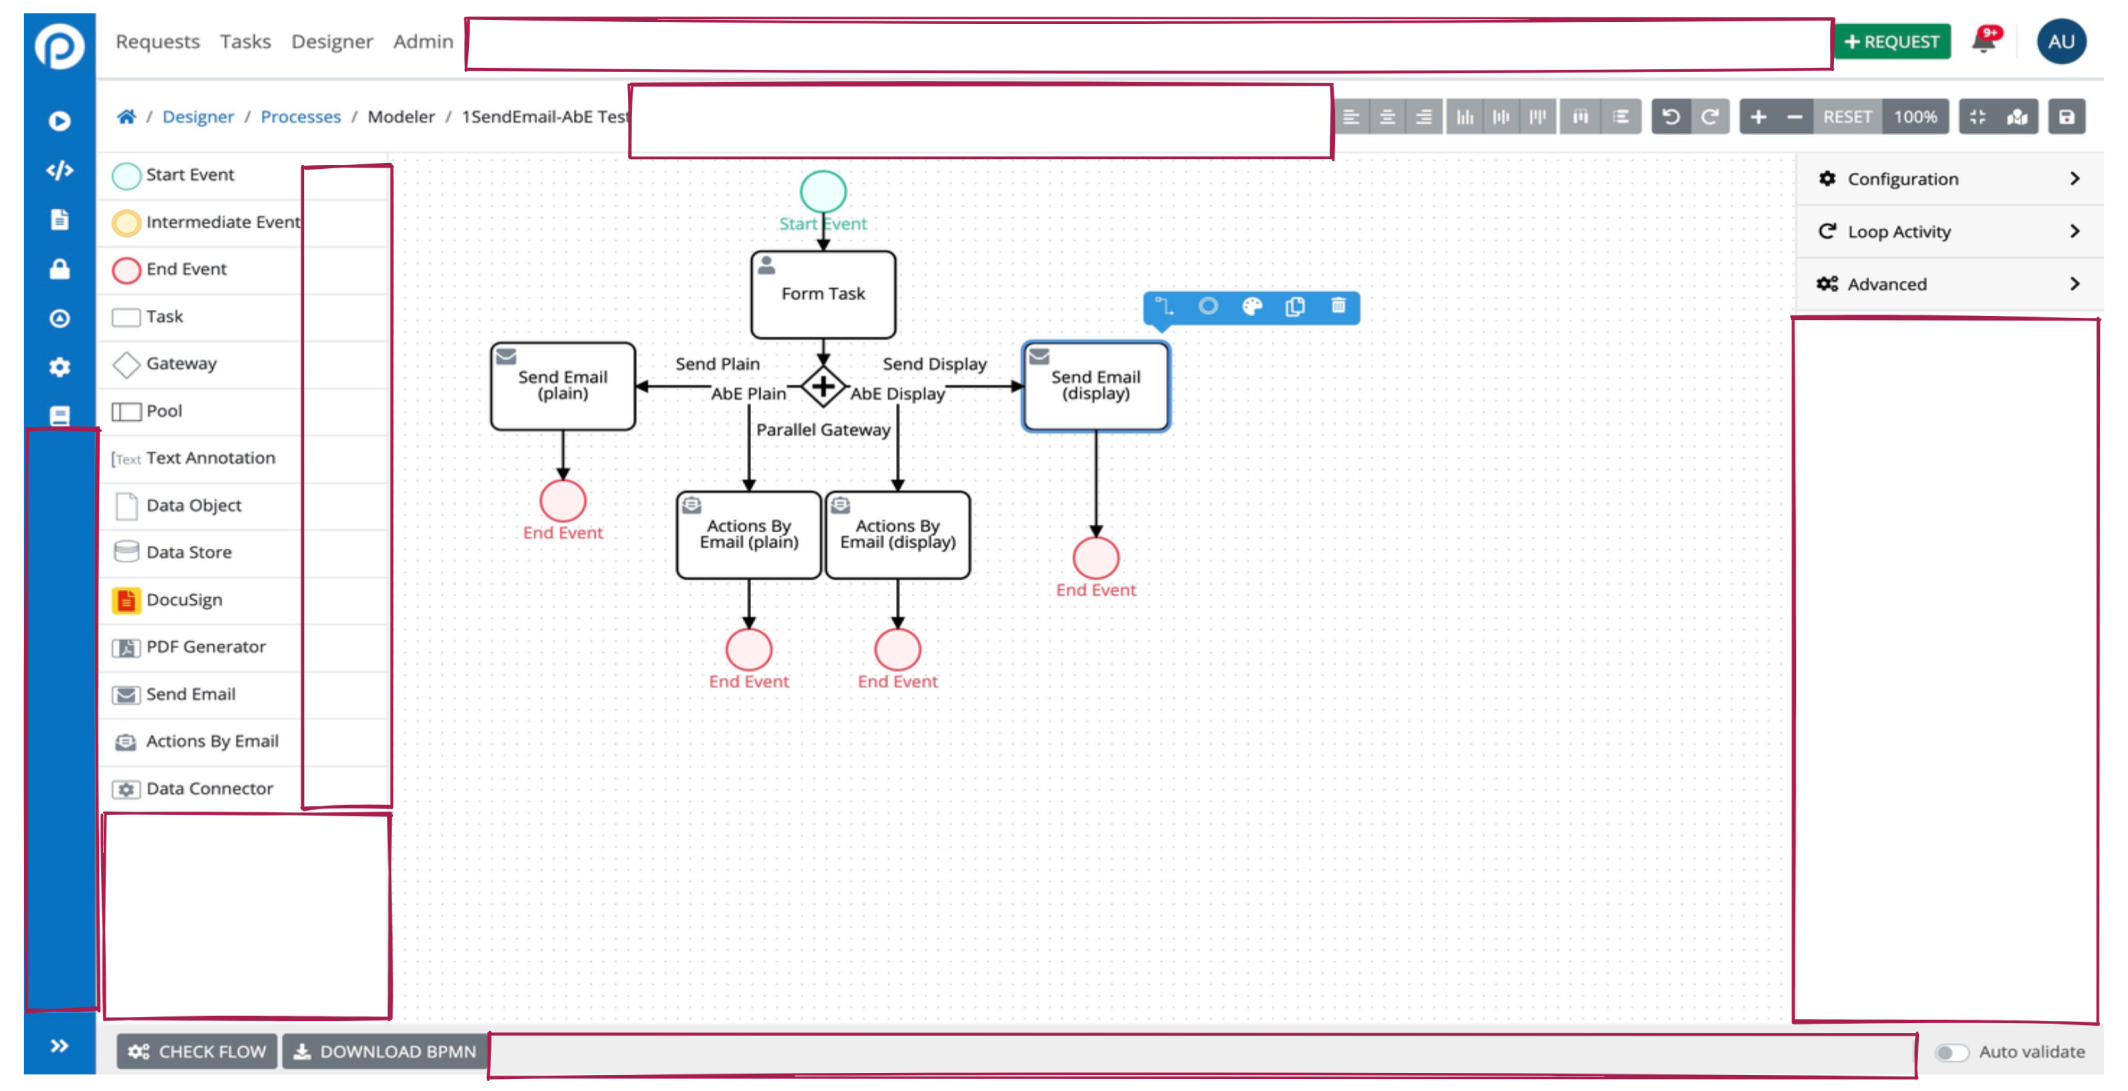 Requests Tasks Designer Admin
+ REQUEST
9+
AU
/ Designer / Processes / Modeler / 1SendEmail-AbE Test
RESET 100%
Start Event
Intermediate Event
End Event
Task
Gateway
Pool
[Text Text Annotation
Data Object
Data Store
DocuSign
PDF Generator
Send Email
Actions By Email
Data Connector
Start Event
Form Task
Send Plain
Send Display
Send Email
(plain)
AbE Plain
AbE Display
Send Email
(display)
Parallel Gateway
End Event
Actions By
Email (plain)
Actions By
Email (display)
End Event
End Event
End Event
Configuration
Loop Activity
Advanced
CHECK FLOW
DOWNLOAD BPMN
Auto validate